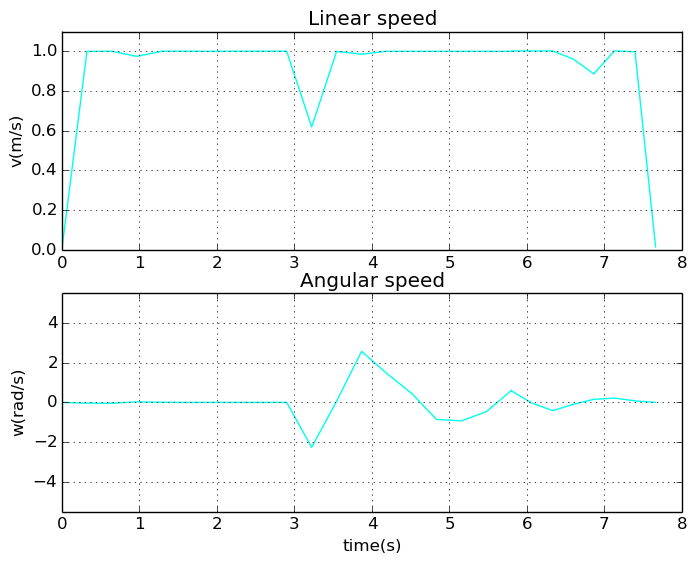 Linear speed
1.0
0.8
0.6
0.4
0.2
0.0
v(m/s)
0 1 2 3 4 5 6 7 8
Angular speed
4
2
0
−2
−4
w(rad/s)
0 1 2 3 4 5 6 7 8
time(s)